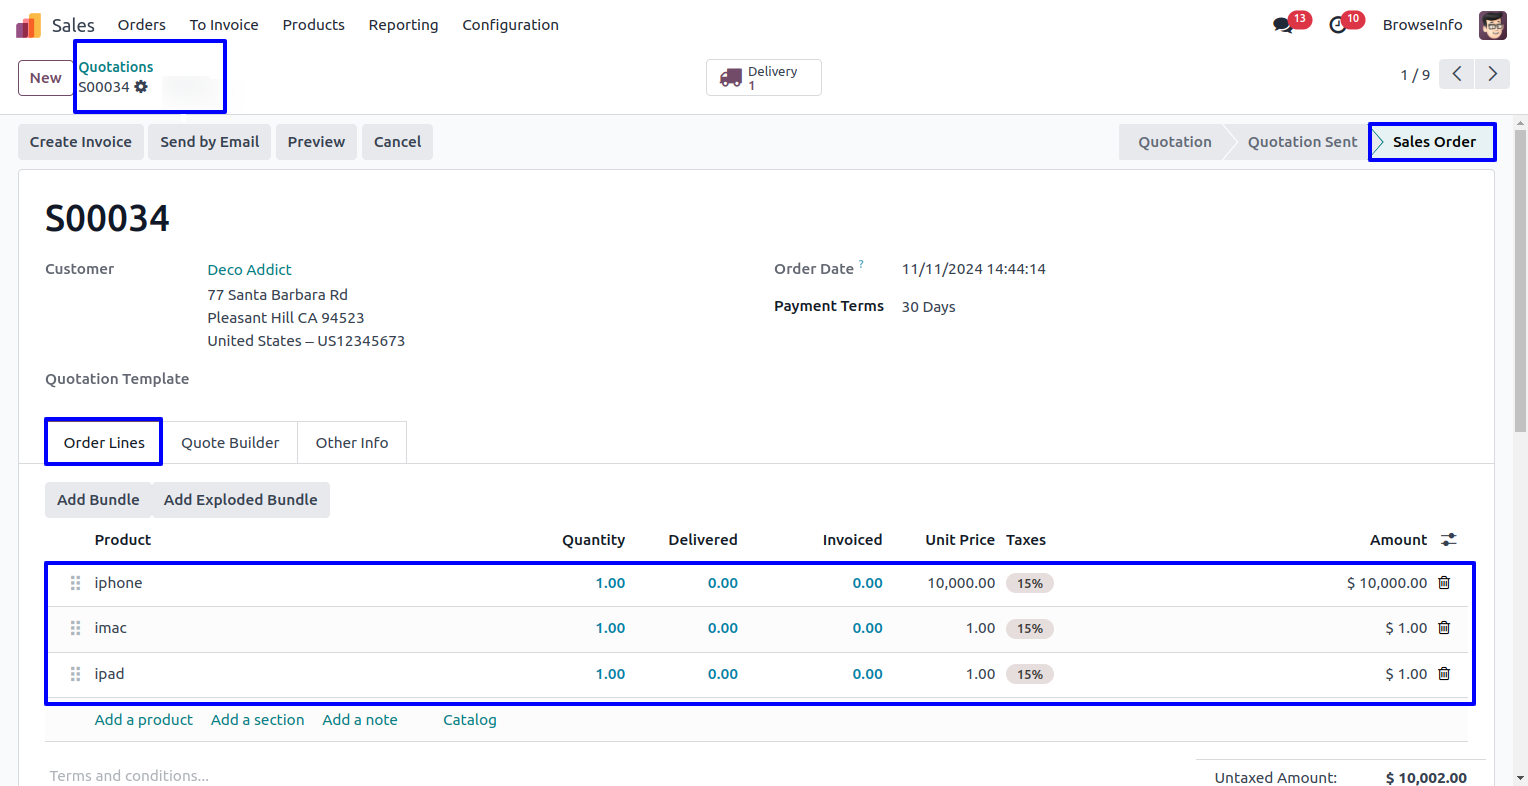 Sales Orders To Invoice Products Reporting Configuration 13 10 BrowseInfo
New Quotations
S00034
Delivery
1
1 / 9
Create Invoice Send by Email Preview Cancel Quotation Quotation Sent Sales Order
S00034
Customer Deco Addict
77 Santa Barbara Rd
Pleasant Hill CA 94523
United States – US12345673
Order Date ? 11/11/2024 14:44:14
Payment Terms 30 Days
Quotation Template
Order Lines Quote Builder Other Info
Add Bundle Add Exploded Bundle
Product Quantity Delivered Invoiced Unit Price Taxes Amount
iphone 1.00 0.00 0.00 10,000.00 15% $ 10,000.00
imac 1.00 0.00 0.00 1.00 15% $ 1.00
ipad 1.00 0.00 0.00 1.00 15% $ 1.00
Add a product Add a section Add a note Catalog
Terms and conditions...
Untaxed Amount: $ 10,002.00